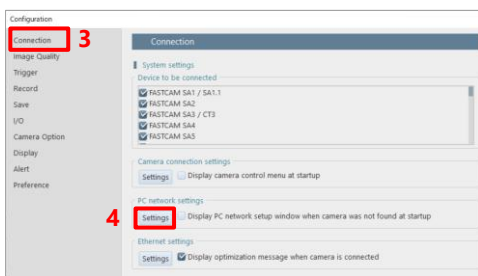 Configuration
Connection 3
Image Quality
Trigger
Record
Save
I/O
Camera Option
Display
Alert
Preference
Connection
System settings
Device to be connected
FASTCAM SA1 / SA1.1
FASTCAM SA2
FASTCAM SA3 / CT3
FASTCAM SA4
FASTCAM SA5
Camera connection settings
Settings Display camera control menu at startup
PC network settings
4 Settings Display PC network setup window when camera was not found at startup
Ethernet settings
Settings Display optimization message when camera is connected